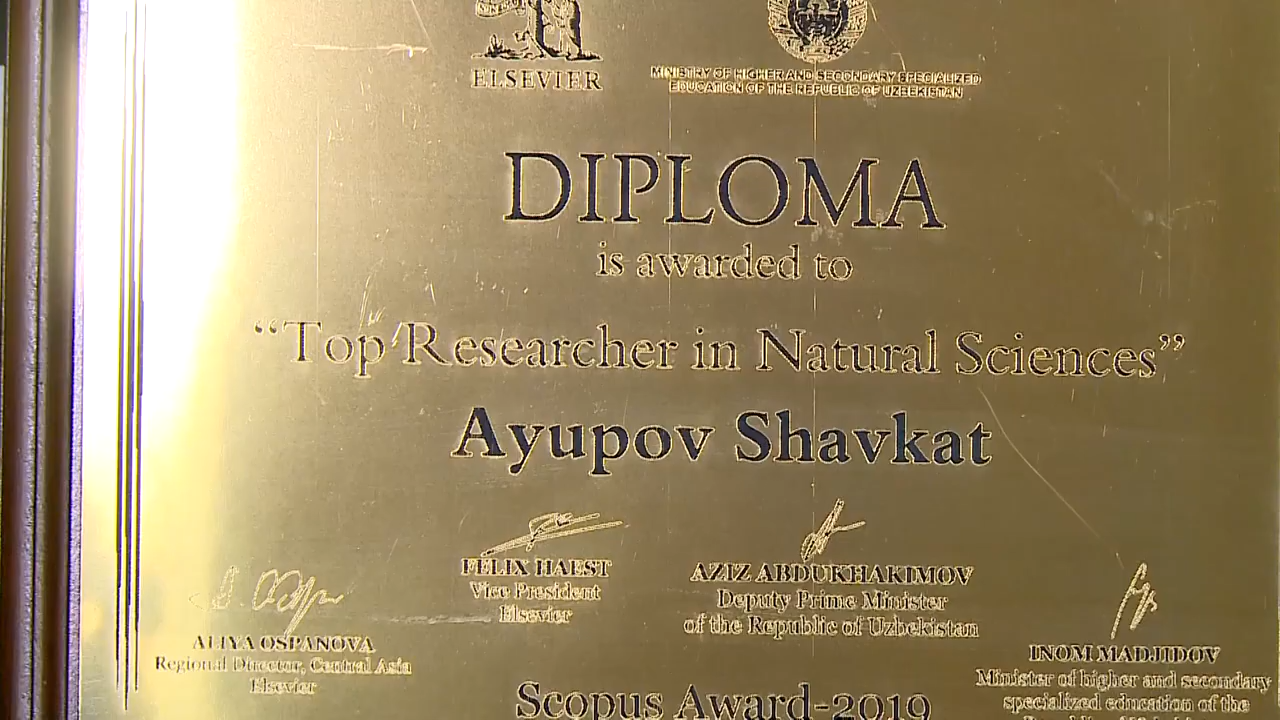 ELSEVIER
MINISTRY OF HIGHER AND SECONDARY SPECIALIZED
EDUCATION OF THE REPUBLIC OF UZBEKISTAN
DIPLOMA
is awarded to
“Top Researcher in Natural Sciences”
Ayupov Shavkat
FELIX HAEST
Vice President
Elsevier
AZIZ ABDUKHAKIMOV
Deputy Prime Minister
of the Republic of Uzbekistan
ALIYA OSPANOVA
Regional Director, Central Asia
Elsevier
INOM MADJIDOV
Minister of higher and secondary
specialized education of the
Scopus Award-2019